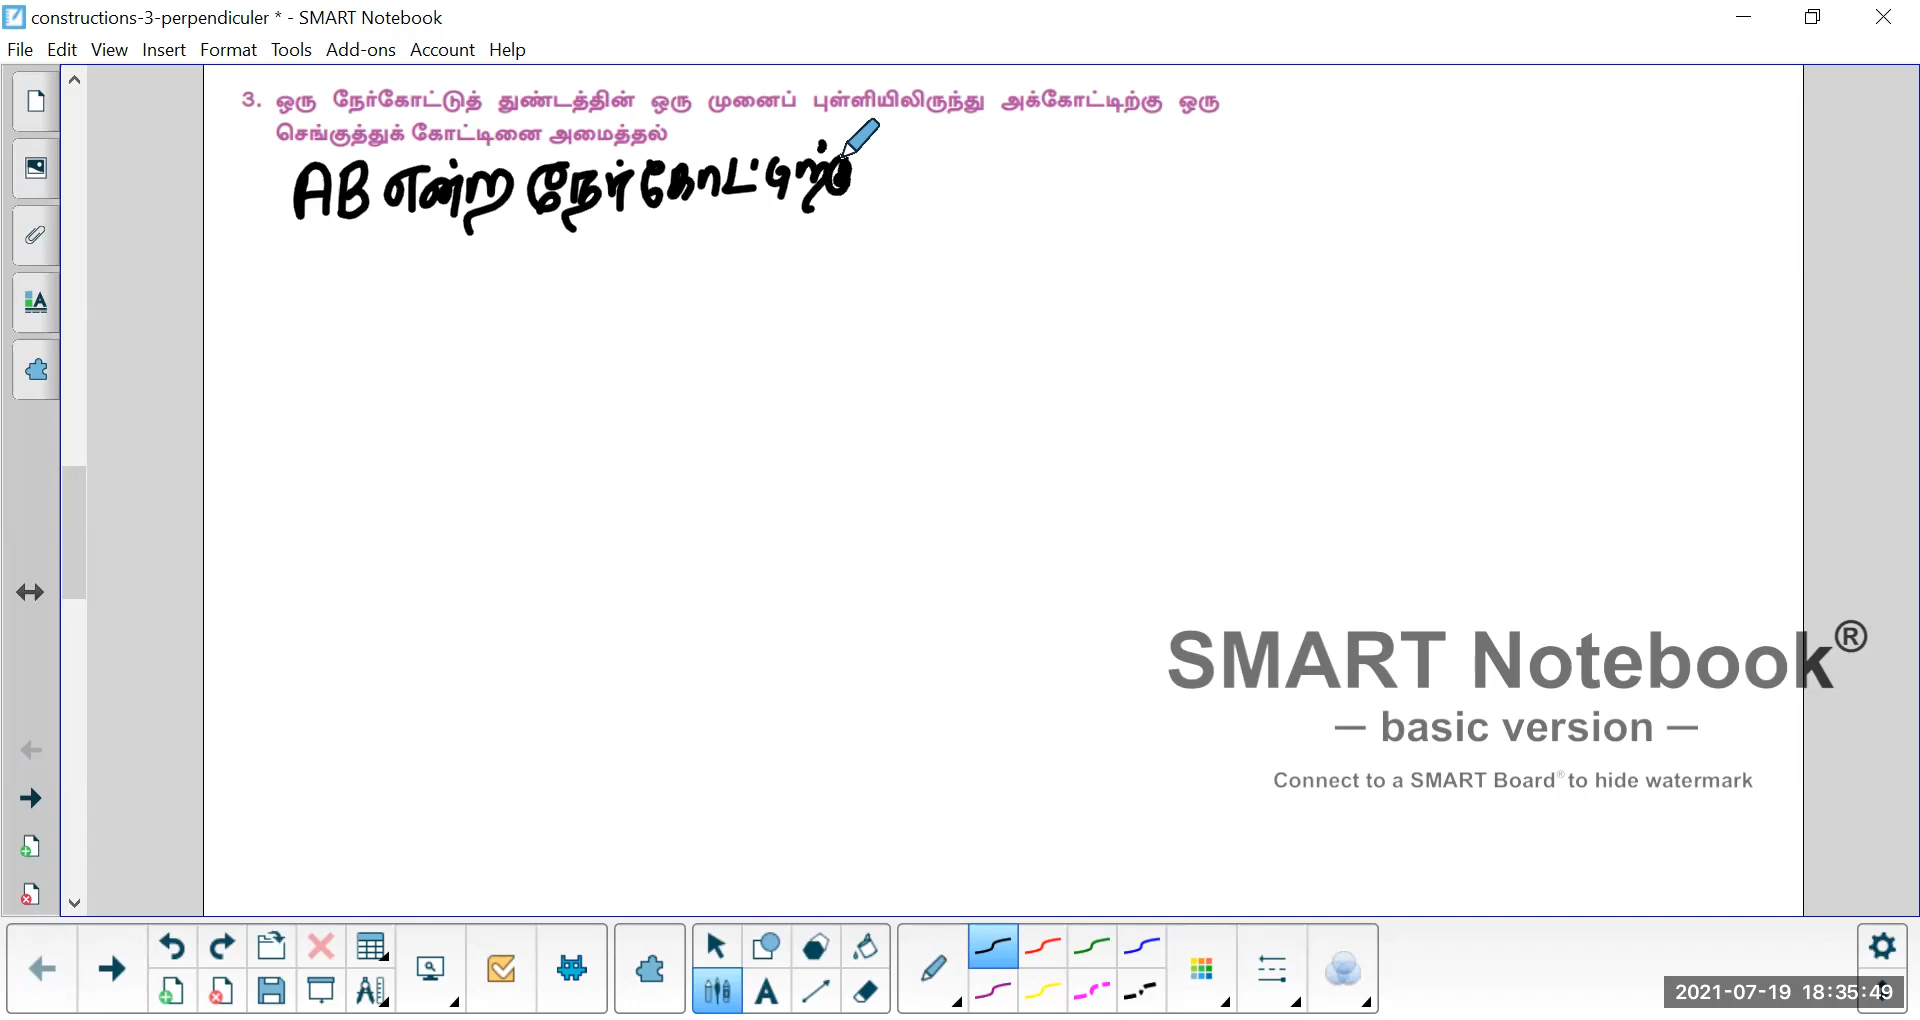 constructions-3-perpendiculer * - SMART Notebook
File Edit View Insert Format Tools Add-ons Account Help
3. ஒரு நேர்கோட்டுத் துண்டத்தின் ஒரு முனைப் புள்ளியிலிருந்து அக்கோட்டிற்கு ஒரு
செங்குத்துக் கோட்டினை அமைத்தல்
AB என்ற நேர்கோட்டிற்கு
SMART Notebook®
— basic version —
Connect to a SMART Board® to hide watermark
2021-07-19 18:35:49